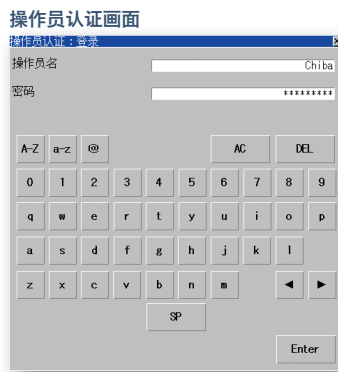 操作员认证画面
操作员认证：登录
操作员名 Chiba
密码 *********
A-Z a-z @ AC DEL
0 1 2 3 4 5 6 7 8 9
q w e r t y u i o p
a s d f g h j k l
z x c v b n m ◄ ►
SP
Enter